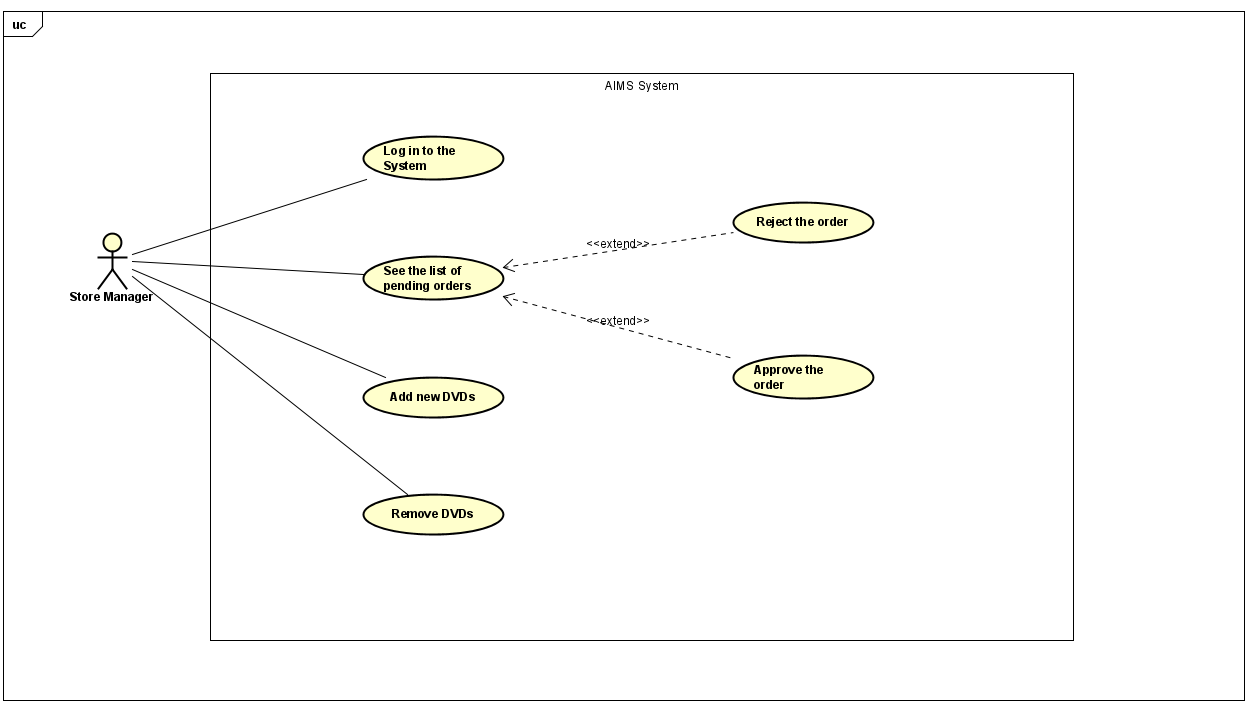 uc
AIMS System
Log in to the
System
Reject the order
<<extend>>
See the list of
pending orders
Store Manager
<<extend>>
Approve the
order
Add new DVDs
Remove DVDs